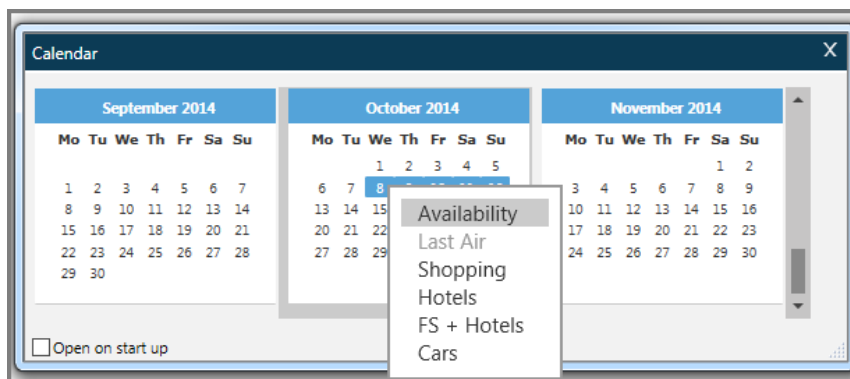 Calendar X
September 2014 October 2014 November 2014
Mo Tu We Th Fr Sa Su Mo Tu We Th Fr Sa Su Mo Tu We Th Fr Sa Su
1 2 3 4 5 1 2
1 2 3 4 5 6 7 6 7 8 3 4 5 6 7 8 9
8 9 10 11 12 13 14 13 14 15 10 11 12 13 14 15 16
15 16 17 18 19 20 21 20 21 22 17 18 19 20 21 22 23
22 23 24 25 26 27 28 27 28 29 24 25 26 27 28 29 30
29 30
Availability
Last Air
Shopping
Hotels
FS + Hotels
Cars
Open on start up